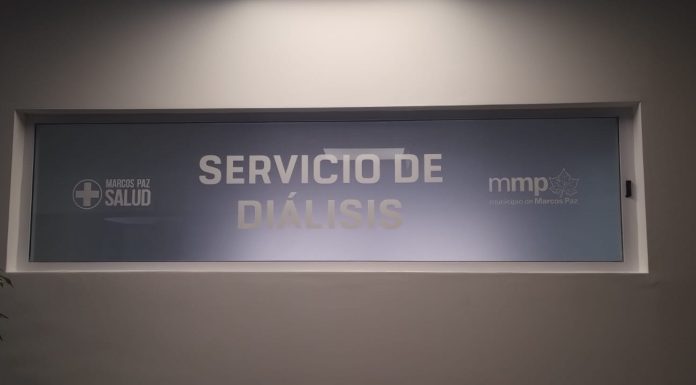 MARCOS PAZ
SALUD
SERVICIO DE
DIÁLISIS
mmp
municipio de Marcos Paz